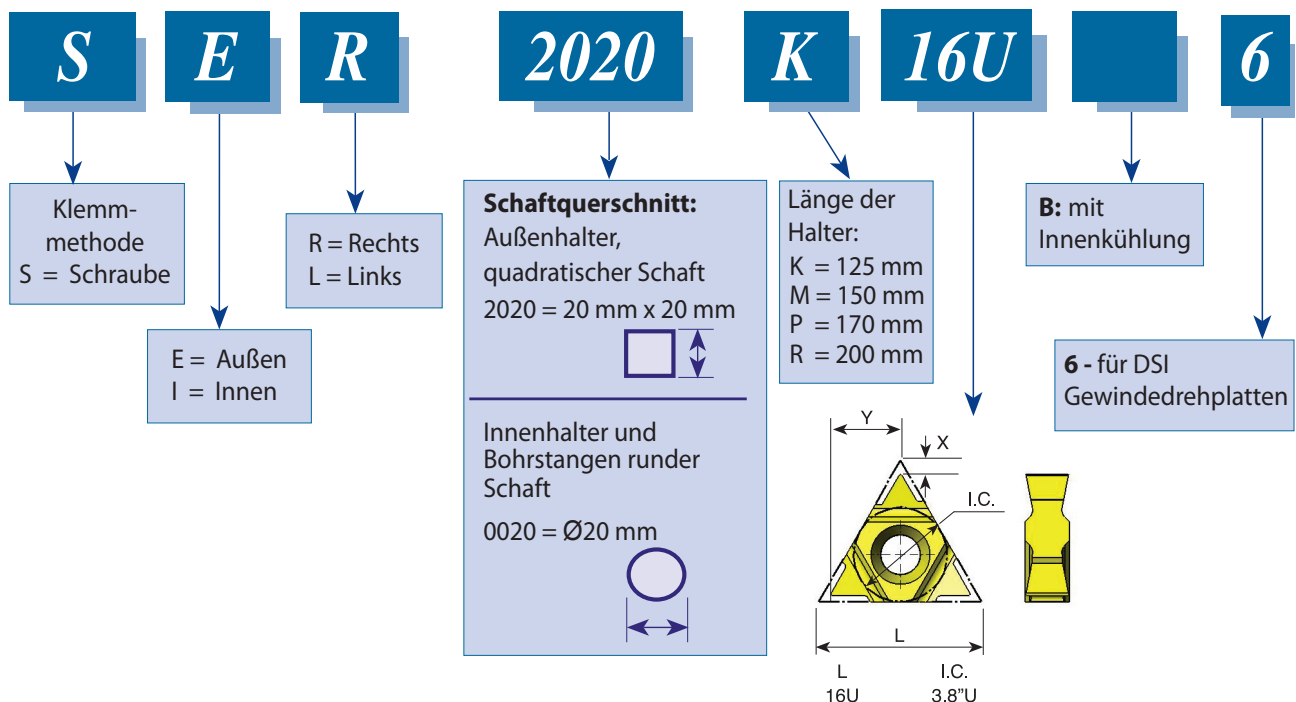 S E R 2020 K 16U 6
Klemm-
methode
S = Schraube
E = Außen
I = Innen
R = Rechts
L = Links
Schaftquerschnitt:
Außenhalter,
quadratischer Schaft
2020 = 20 mm x 20 mm
Innenhalter und
Bohrstangen runder
Schaft
0020 = Ø20 mm
Länge der
Halter:
K = 125 mm
M = 150 mm
P = 170 mm
R = 200 mm
B: mit
Innenkühlung
6 - für DSI
Gewindedrehplatten
Y
X
I.C.
L
L I.C.
16U 3.8”U